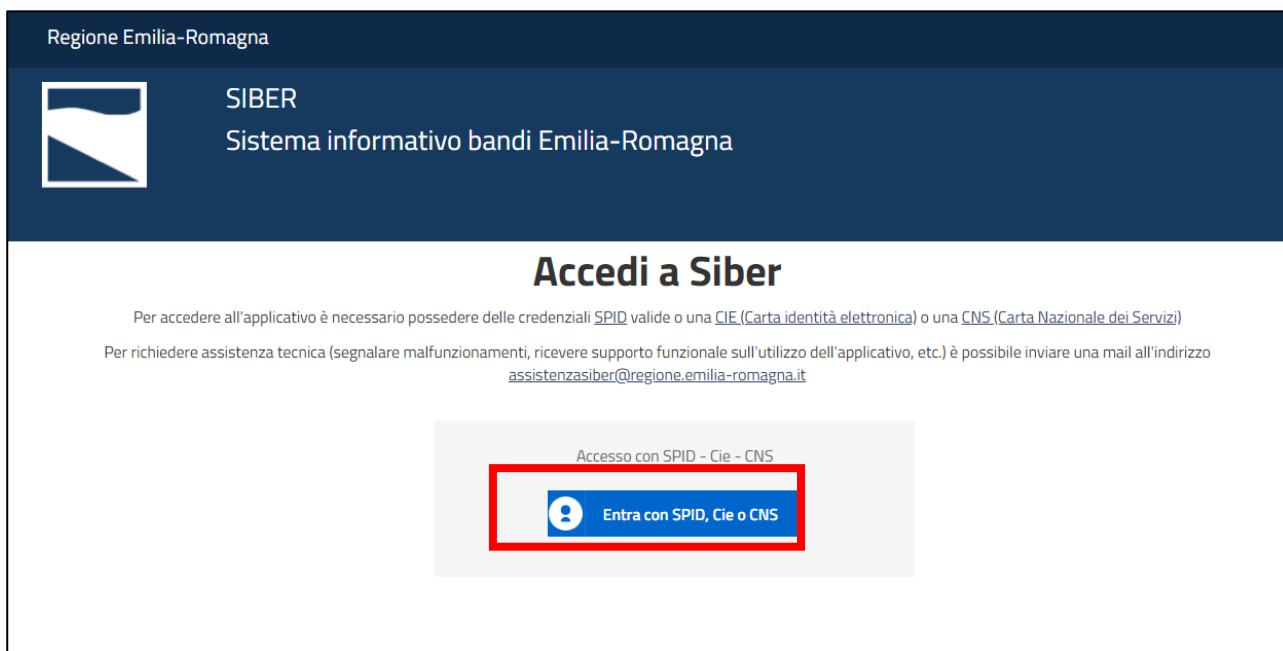 Regione Emilia-Romagna
SIBER
Sistema informativo bandi Emilia-Romagna
Accedi a Siber
Per accedere all'applicativo è necessario possedere delle credenziali SPID valide o una CIE (Carta identità elettronica) o una CNS (Carta Nazionale dei Servizi)
Per richiedere assistenza tecnica (segnalare malfunzionamenti, ricevere supporto funzionale sull'utilizzo dell'applicativo, etc.) è possibile inviare una mail all'indirizzo
assistenzasiber@regione.emilia-romagna.it
Accesso con SPID - Cie - CNS
Entra con SPID, Cie o CNS